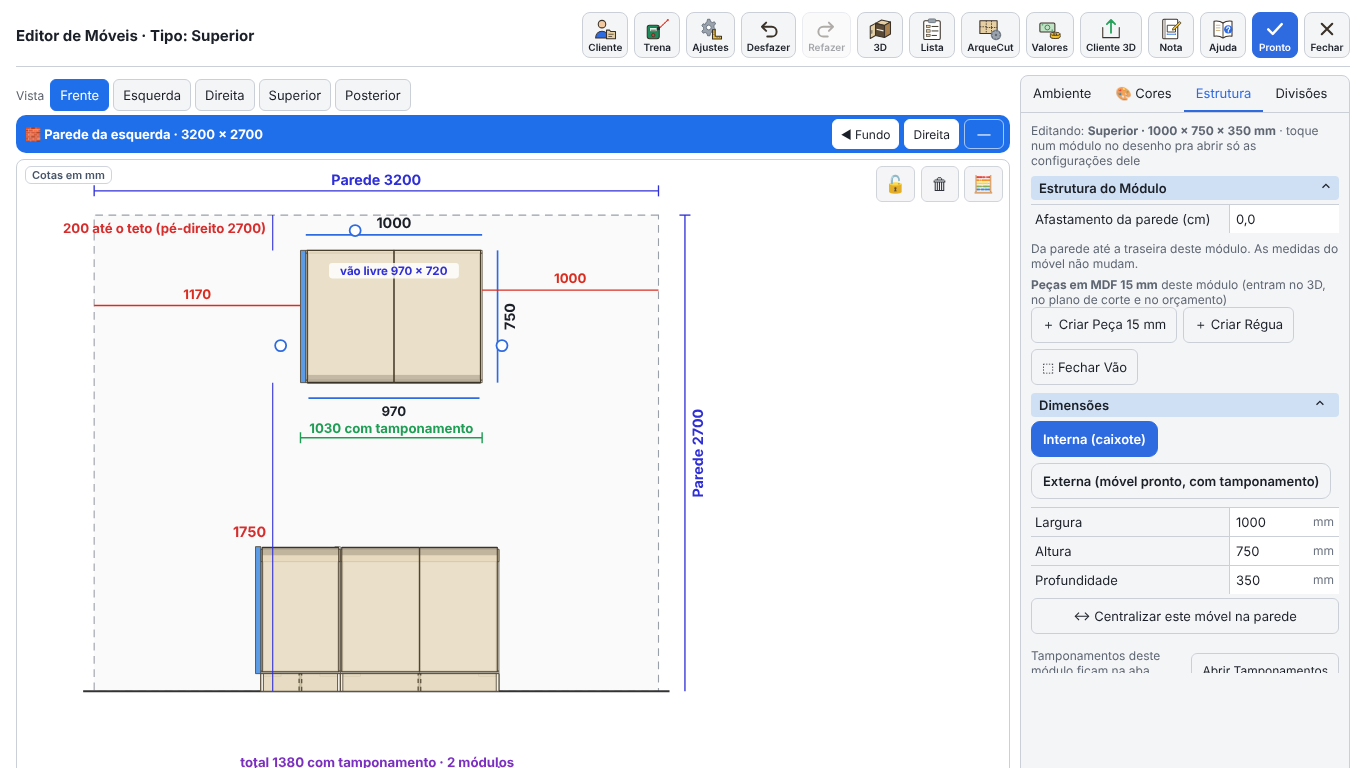 Editor de Móveis · Tipo: Superior
Cliente
Trena
Ajustes
Desfazer
Refazer
3D
Lista
ArqueCut
Valores
Cliente 3D
Nota
Ajuda
Pronto
Fechar
Vista
Frente
Esquerda
Direita
Superior
Posterior
Parede da esquerda · 3200 × 2700
◀ Fundo
Direita
—
Cotas em mm
Parede 3200
200 até o teto (pé-direito 2700)
1000
vão livre 970 × 720
1170
1000
750
970
1030 com tamponamento
Parede 2700
1750
total 1380 com tamponamento · 2 módulos
Ambiente
Cores
Estrutura
Divisões
Editando: Superior · 1000 × 750 × 350 mm · toque
num módulo no desenho pra abrir só as
configurações dele
Estrutura do Módulo
Afastamento da parede (cm)
0,0
Da parede até a traseira deste módulo. As medidas do
móvel não mudam.
Peças em MDF 15 mm deste módulo (entram no 3D,
no plano de corte e no orçamento)
+ Criar Peça 15 mm
+ Criar Régua
Fechar Vão
Dimensões
Interna (caixote)
Externa (móvel pronto, com tamponamento)
Largura
1000 mm
Altura
750 mm
Profundidade
350 mm
↔ Centralizar este móvel na parede
Tamponamentos deste
módulo ficam na aba
Abrir Tamponamentos